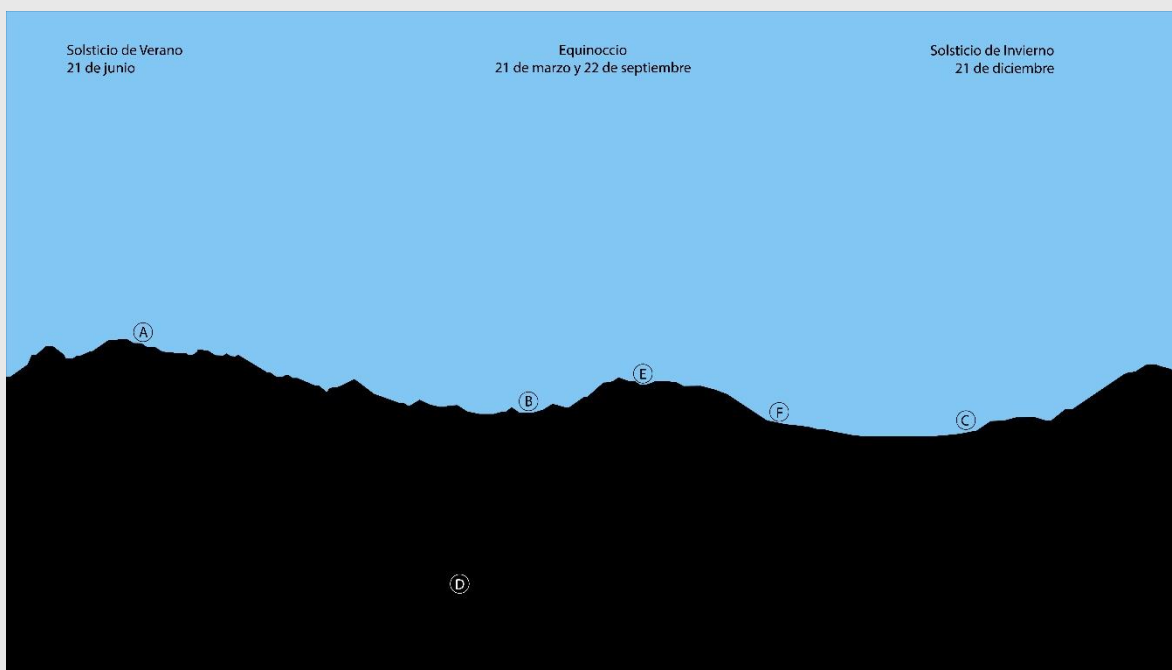 Solsticio de Verano
21 de junio
Equinoccio
21 de marzo y 22 de septiembre
Solsticio de Invierno
21 de diciembre
A
B
E
F
C
D